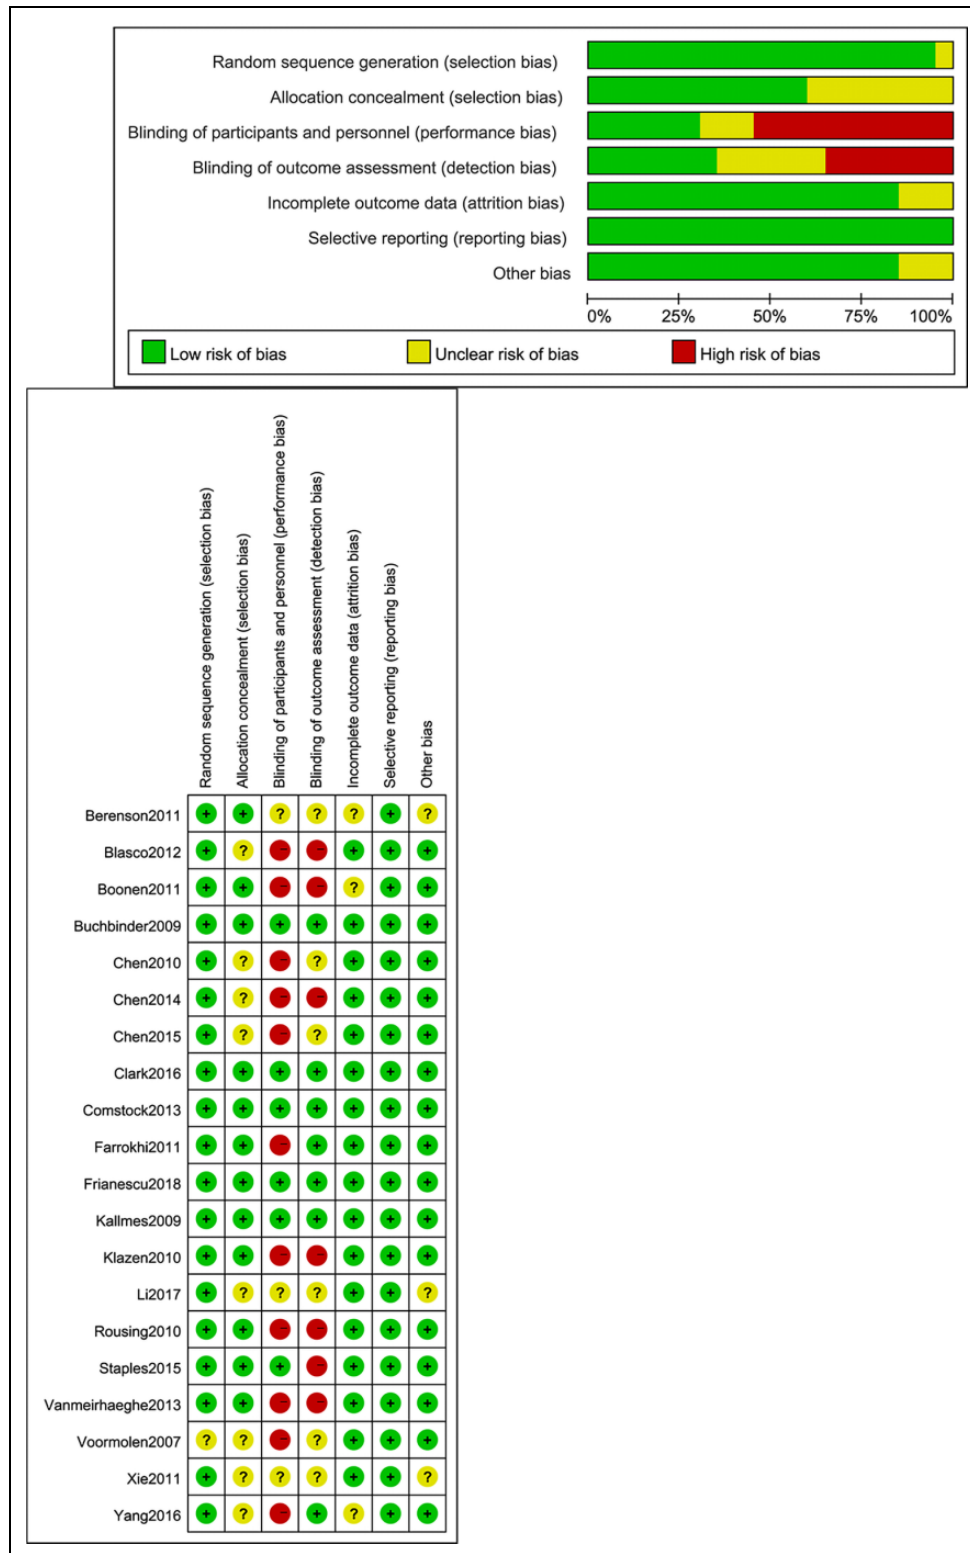 Random sequence generation (selection bias)
Allocation concealment (selection bias)
Blinding of participants and personnel (performance bias)
Blinding of outcome assessment (detection bias)
Incomplete outcome data (attrition bias)
Selective reporting (reporting bias)
Other bias
0% 25% 50% 75% 100%
Low risk of bias Unclear risk of bias High risk of bias
Random sequence generation (selection bias)
Allocation concealment (selection bias)
Blinding of participants and personnel (performance bias)
Blinding of outcome assessment (detection bias)
Incomplete outcome data (attrition bias)
Selective reporting (reporting bias)
Other bias
Berenson2011 + + ? ? ? + ?
Blasco2012 + ? - - + + +
Boonen2011 + + - - ? + +
Buchbinder2009 + + + + + + +
Chen2010 + ? - ? + + +
Chen2014 + ? - - + + +
Chen2015 + ? - ? + + +
Clark2016 + + + + + + +
Comstock2013 + + + + + + +
Farrokhi2011 + + - + + + +
Frianescu2018 + + + + + + +
Kallmes2009 + + + + + + +
Klazen2010 + + - - + + +
Li2017 + ? ? ? + + ?
Rousing2010 + + - - + + +
Staples2015 + + + - + + +
Vanmeirhaeghe2013 + + - - + + +
Voormolen2007 ? ? - ? + + +
Xie2011 + ? ? ? + + ?
Yang2016 + ? - + ? + +